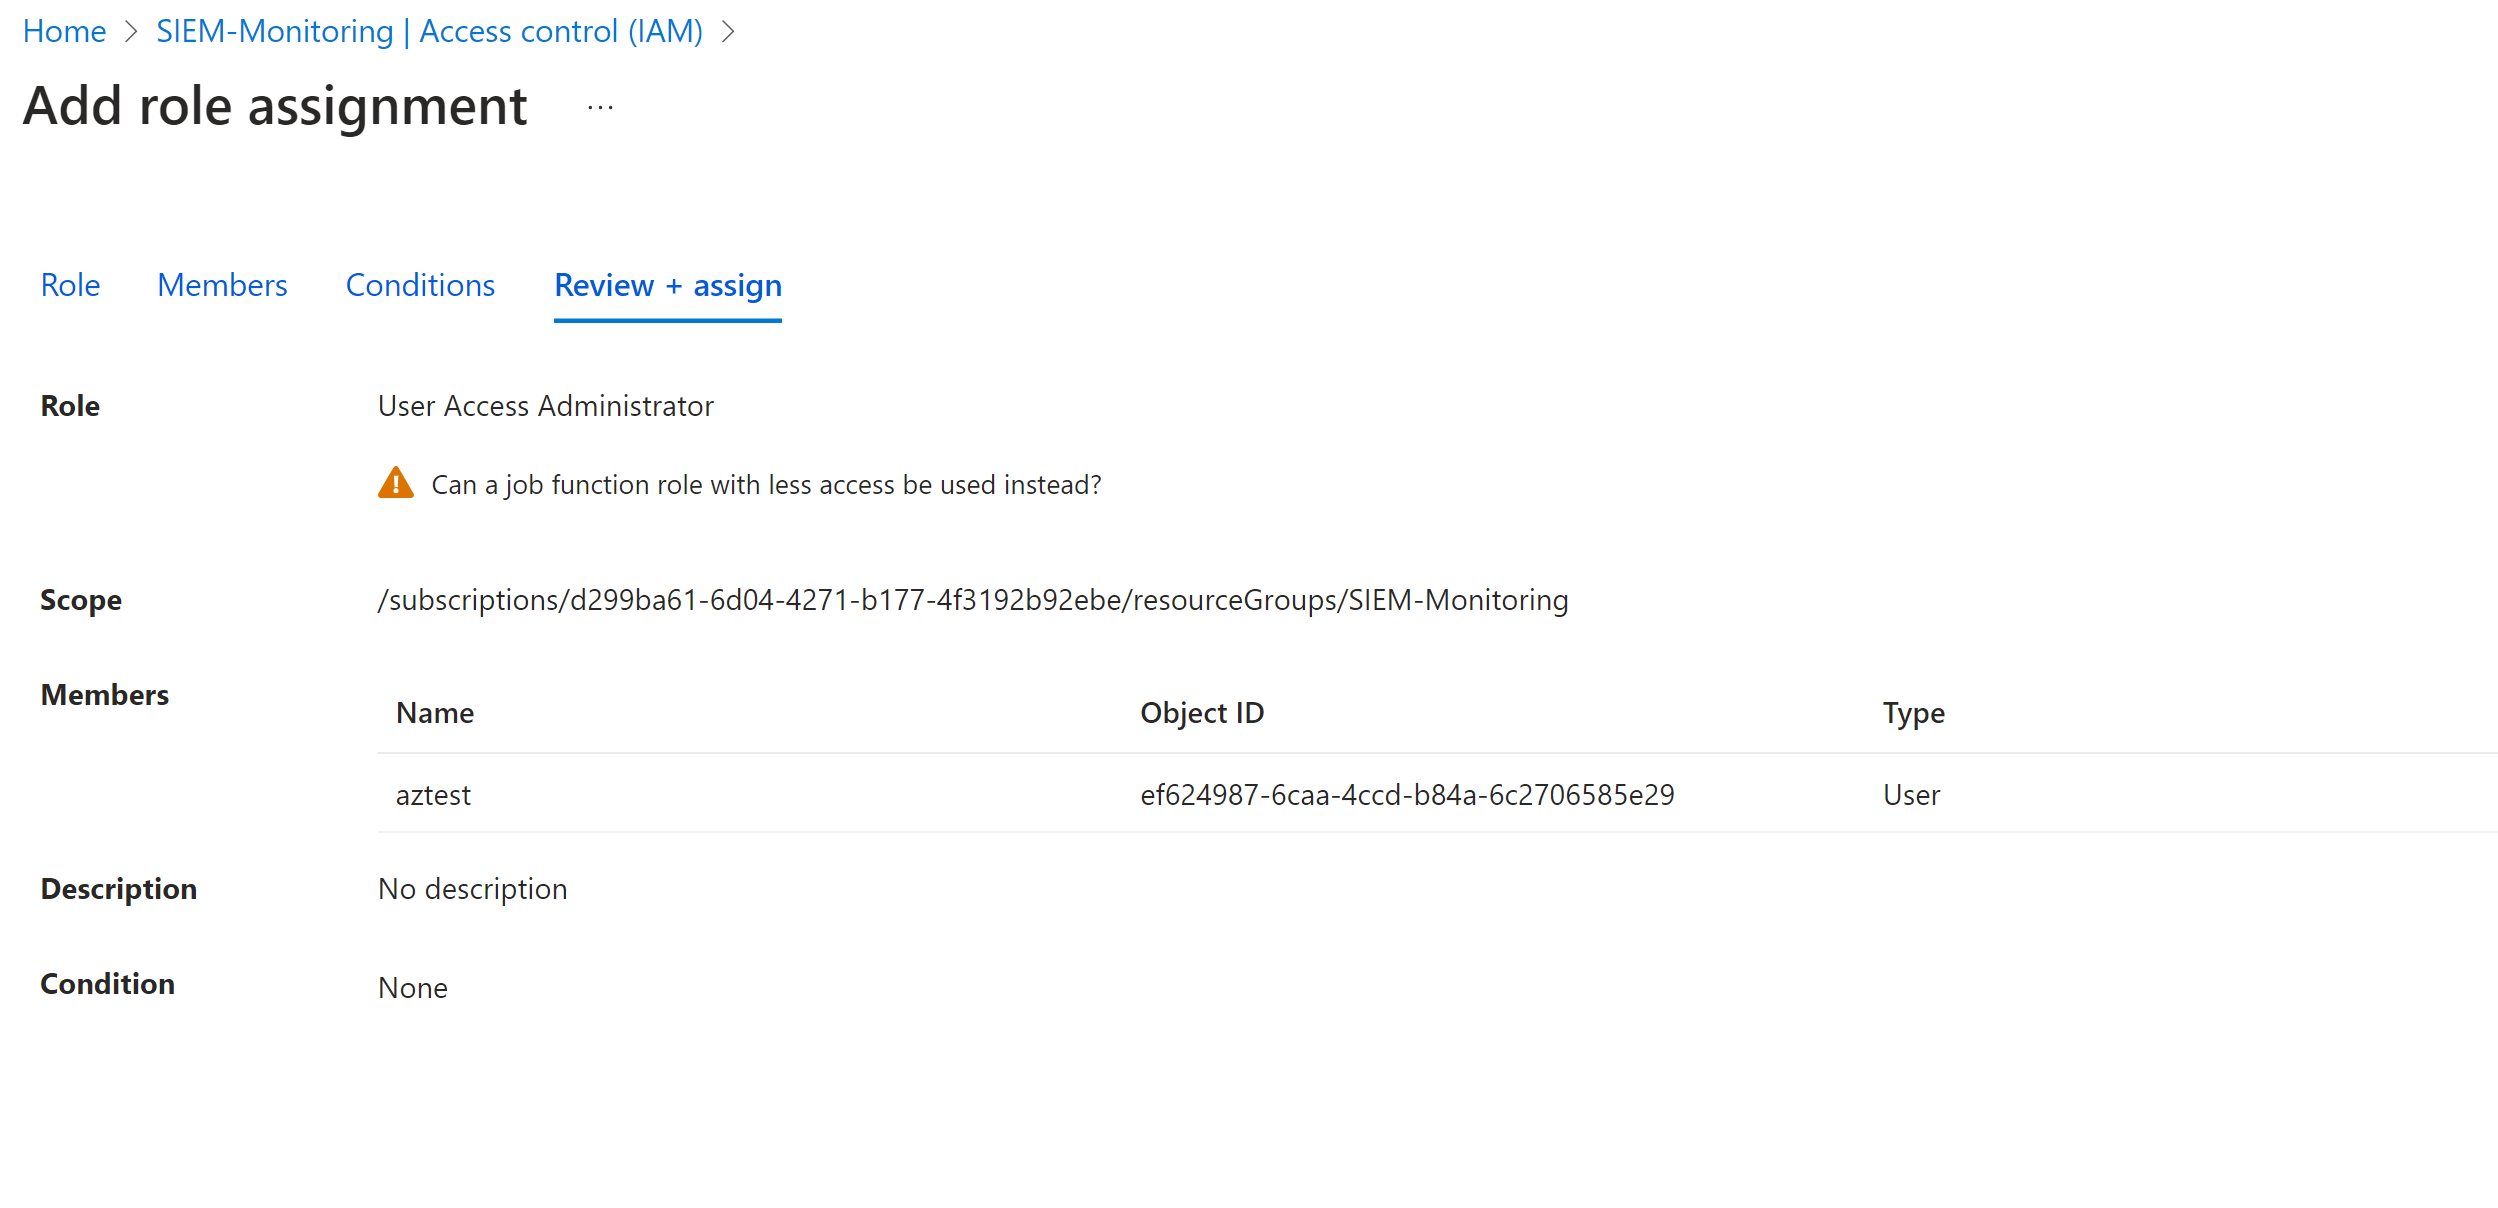 Home > SIEM-Monitoring | Access control (IAM) >
Add role assignment ...
Role Members Conditions Review + assign
Role User Access Administrator
Can a job function role with less access be used instead?
Scope /subscriptions/d299ba61-6d04-4271-b177-4f3192b92ebe/resourceGroups/SIEM-Monitoring
Members
Name Object ID Type
aztest ef624987-6caa-4ccd-b84a-6c2706585e29 User
Description No description
Condition None